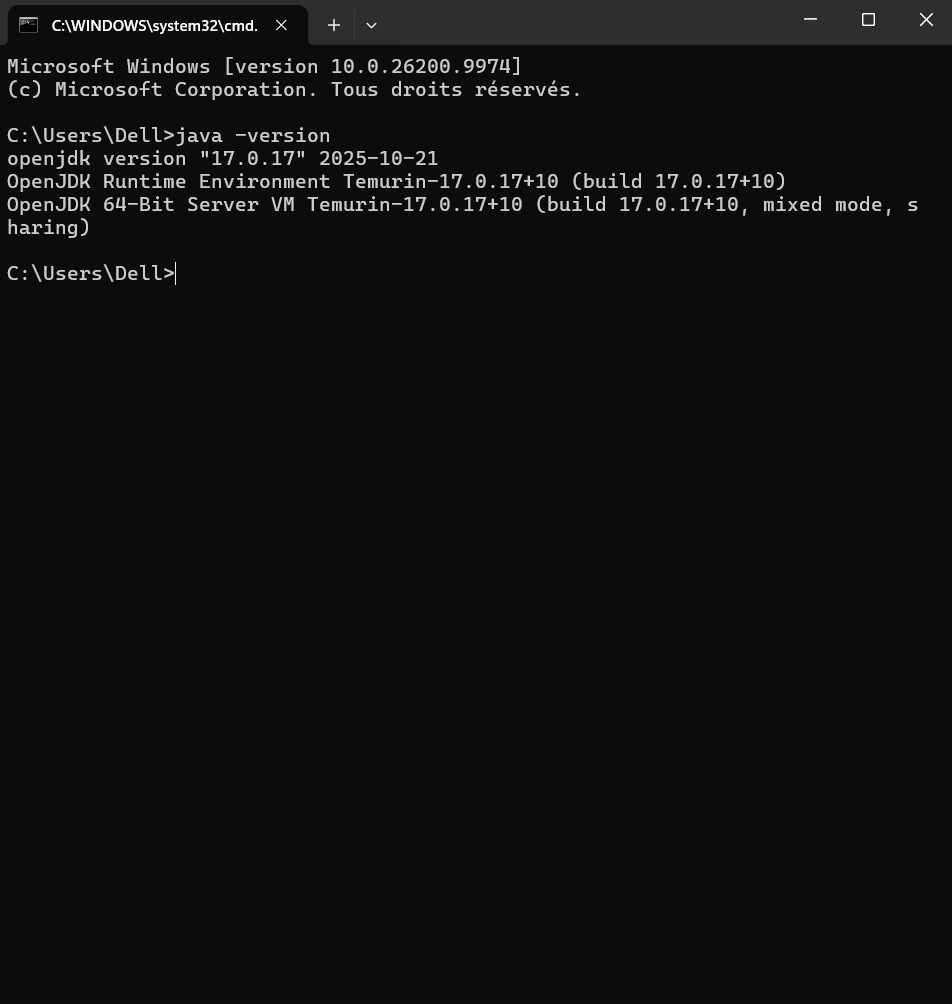 C:\WINDOWS\system32\cmd.
Microsoft Windows [version 10.0.26200.9974]
(c) Microsoft Corporation. Tous droits réservés.
C:\Users\Dell>java -version
openjdk version "17.0.17" 2025-10-21
OpenJDK Runtime Environment Temurin-17.0.17+10 (build 17.0.17+10)
OpenJDK 64-Bit Server VM Temurin-17.0.17+10 (build 17.0.17+10, mixed mode, s
haring)
C:\Users\Dell>